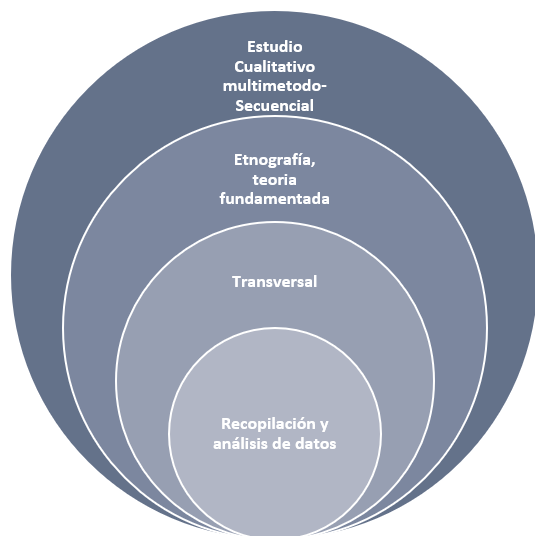 Estudio
Cualitativo
multimetodo-
Secuencial
Etnografía,
teoria
fundamentada
Transversal
Recopilación y
análisis de datos